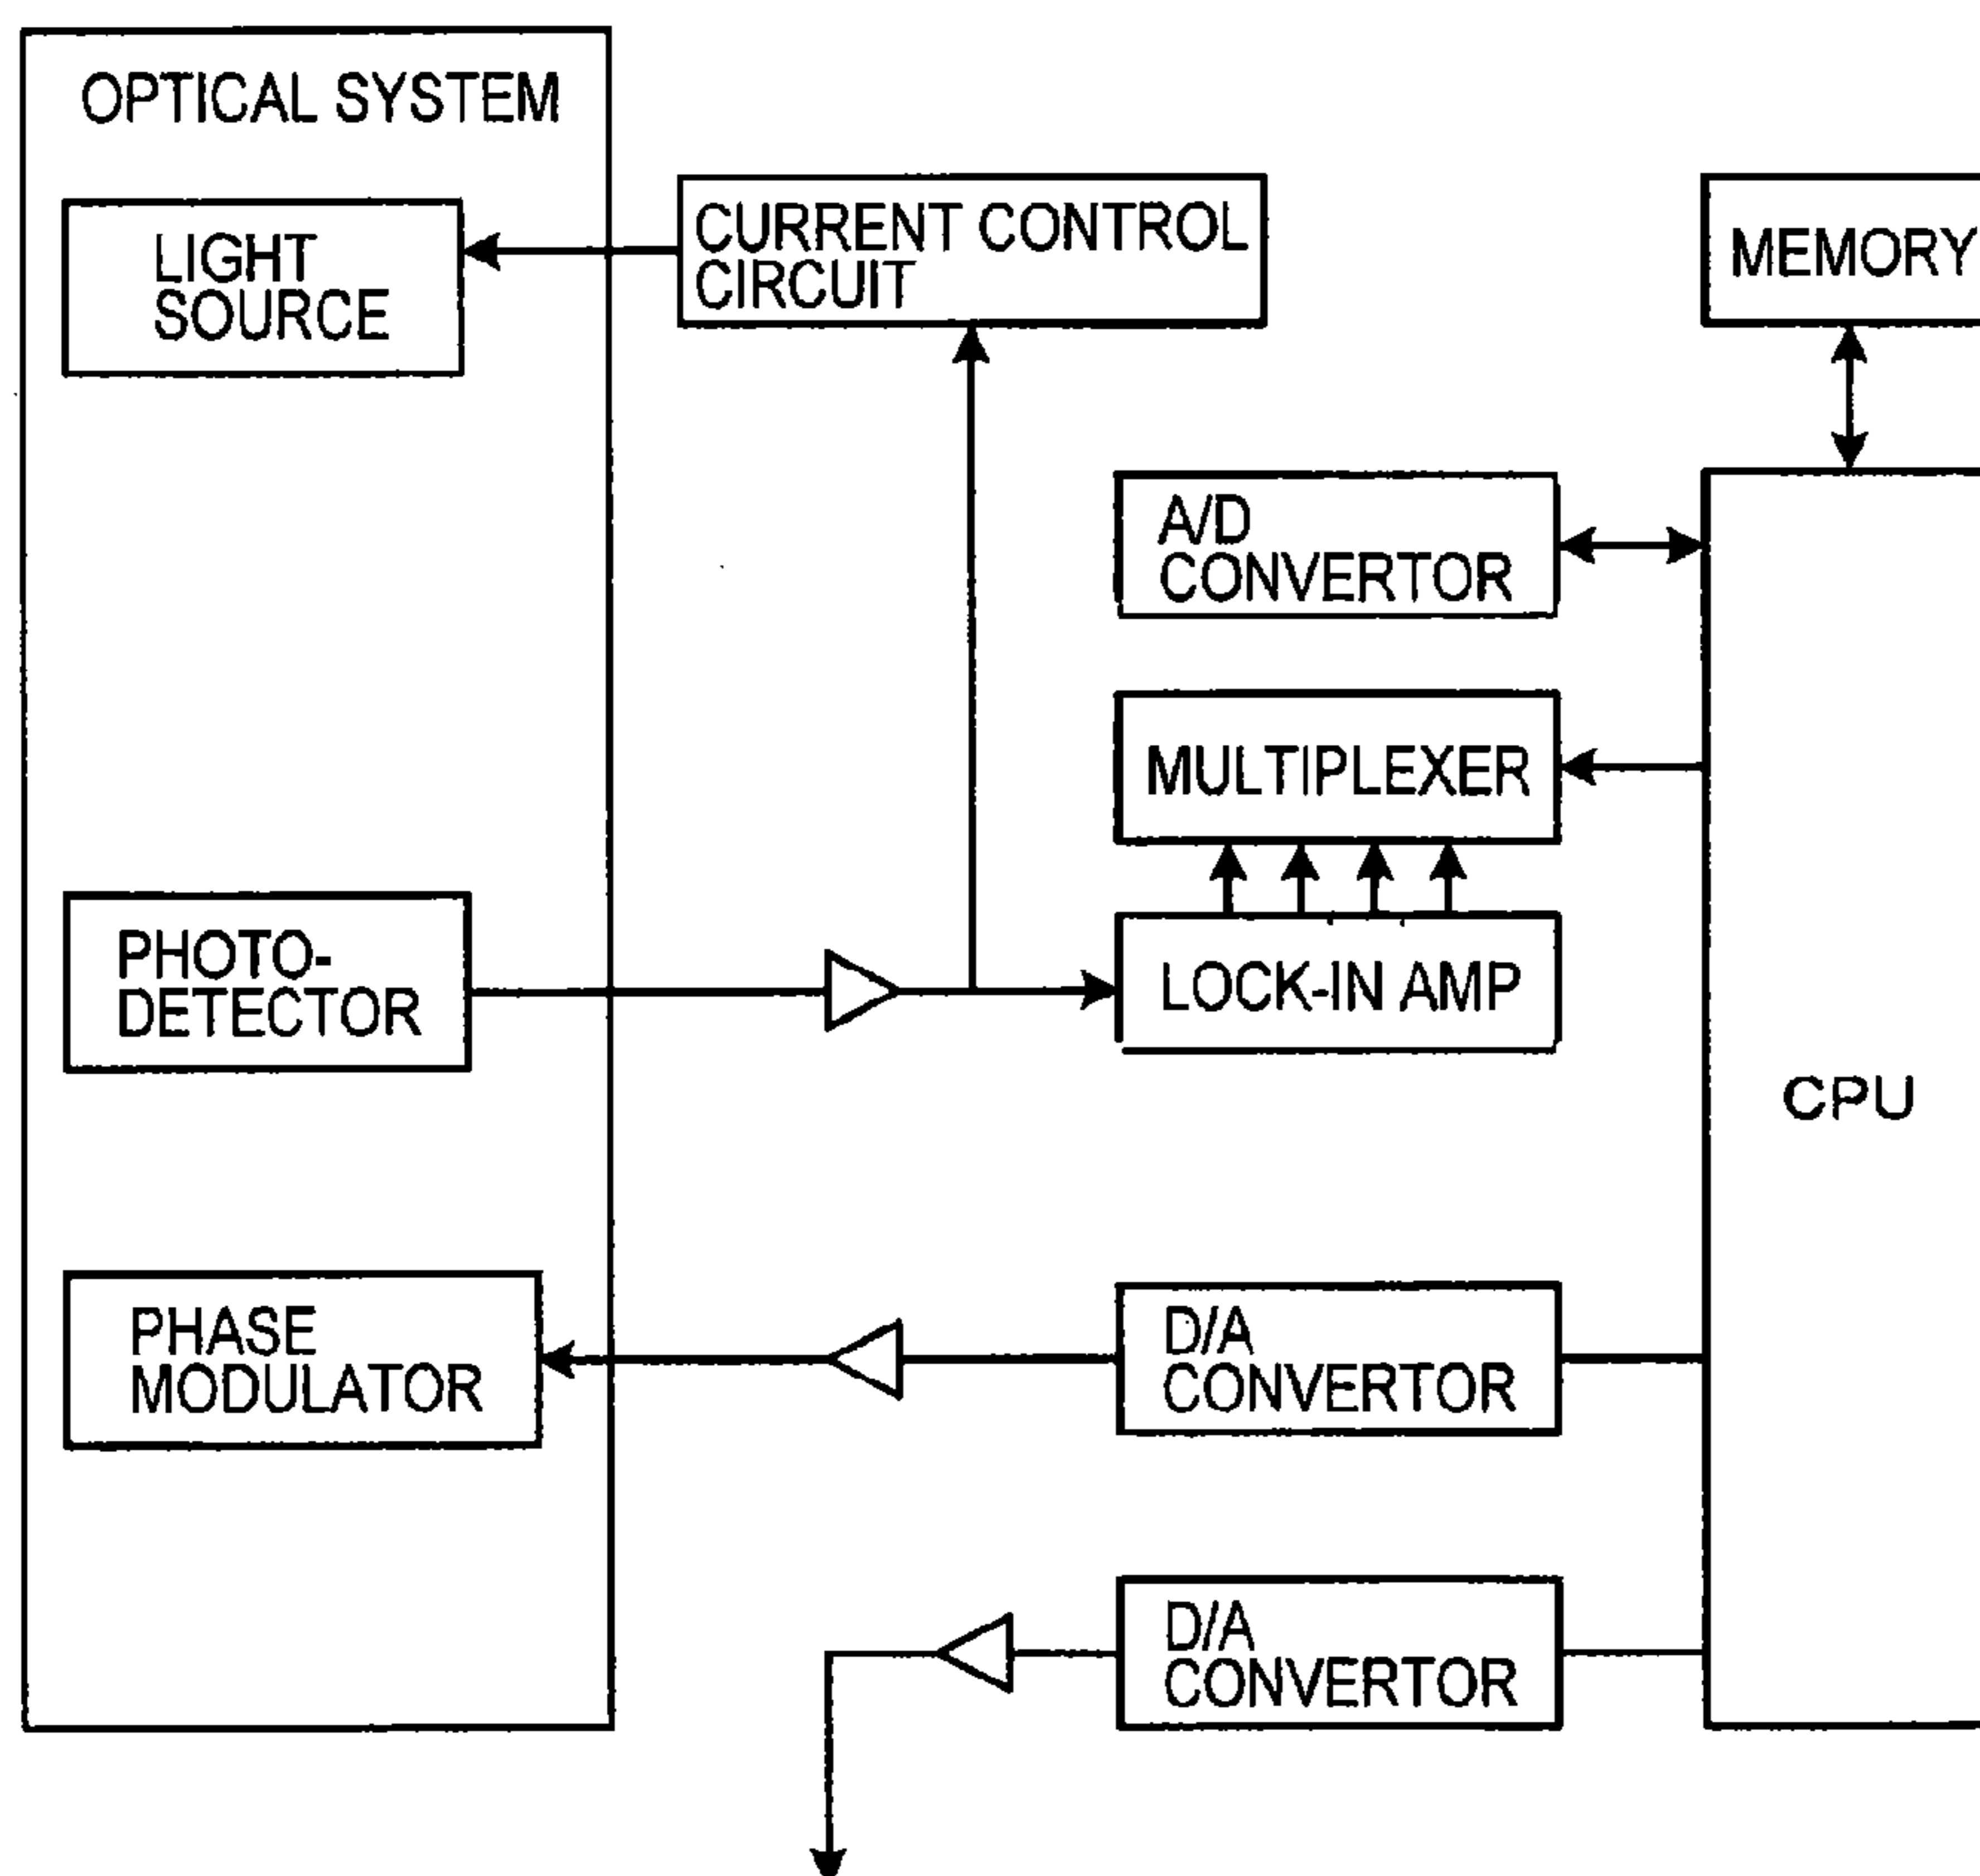 OPTICAL SYSTEM
LIGHT
SOURCE
CURRENT CONTROL
CIRCUIT
MEMORY
A/D
CONVERTOR
MULTIPLEXER
PHOTO-
DETECTOR
LOCK-IN AMP
CPU
PHASE
MODULATOR
D/A
CONVERTOR
D/A
CONVERTOR